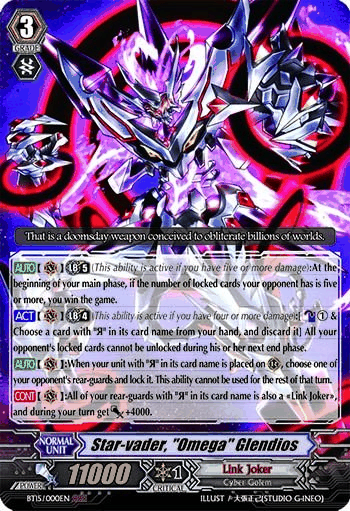 3
GRADE
That is a doomsday weapon conceived to obliterate billions of worlds.
AUTO 5 (This ability is active if you have five or more damage):At the
beginning of your main phase, if the number of locked cards your opponent has is five
or more, you win the game.
ACT 4 (This ability is active if you have four or more damage):[ 1 &
Choose a card with "Я" in its card name from your hand, and discard it] All your
opponent's locked cards cannot be unlocked during his or her next end phase.
AUTO [ ]:When your unit with "Я" in its card name is placed on , choose one of
your opponent's rear-guards and lock it. This ability cannot be used for the rest of that turn.
CONT [ ]:All of your rear-guards with "Я" in its card name is also a «Link Joker»,
and during your turn get +4000.
NORMAL UNIT
Star-vader, "Omega" Glendios
POWER 11000
1 CRITICAL
Link Joker
Cyber Golem
BT15/000EN
ILLUST / 大仏正己(STUDIO G-INEO)